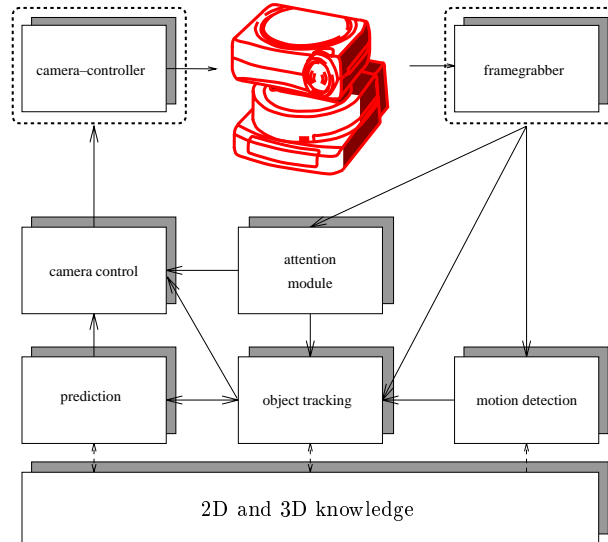 camera–controller
framegrabber
camera control
attention
module
prediction
object tracking
motion detection
2D and 3D knowledge